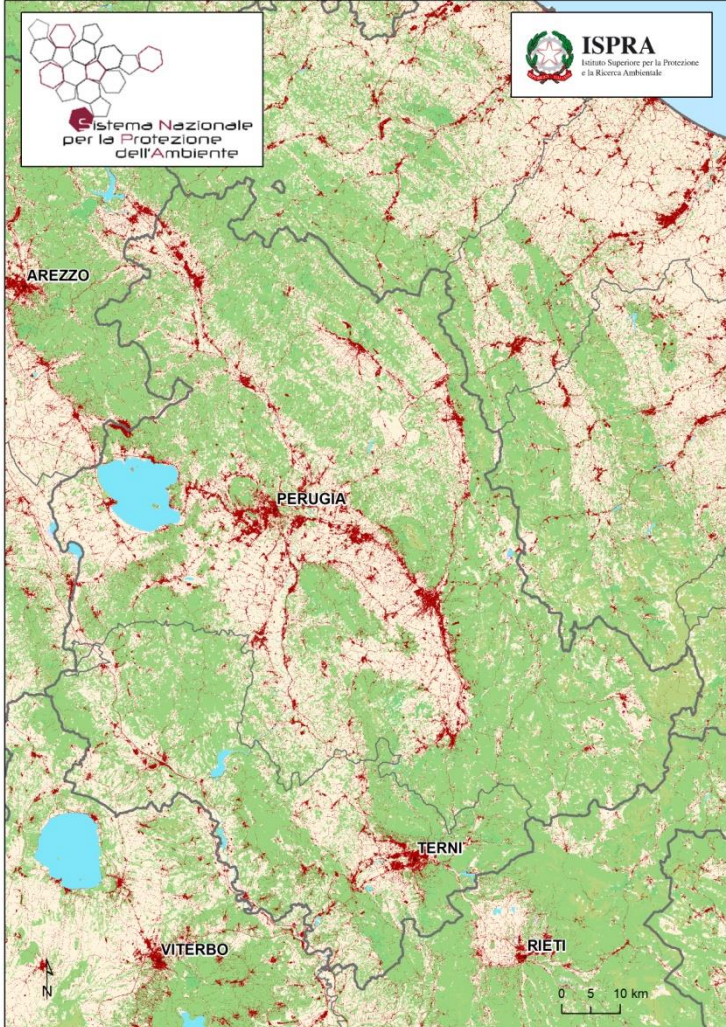 Sistema Nazionale
per la Protezione
dell'Ambiente
ISPRA
Istituto Superiore per la Protezione
e la Ricerca Ambientale
AREZZO
PERUGIA
TERNI
VITERBO
RIETI
N
0 5 10 km